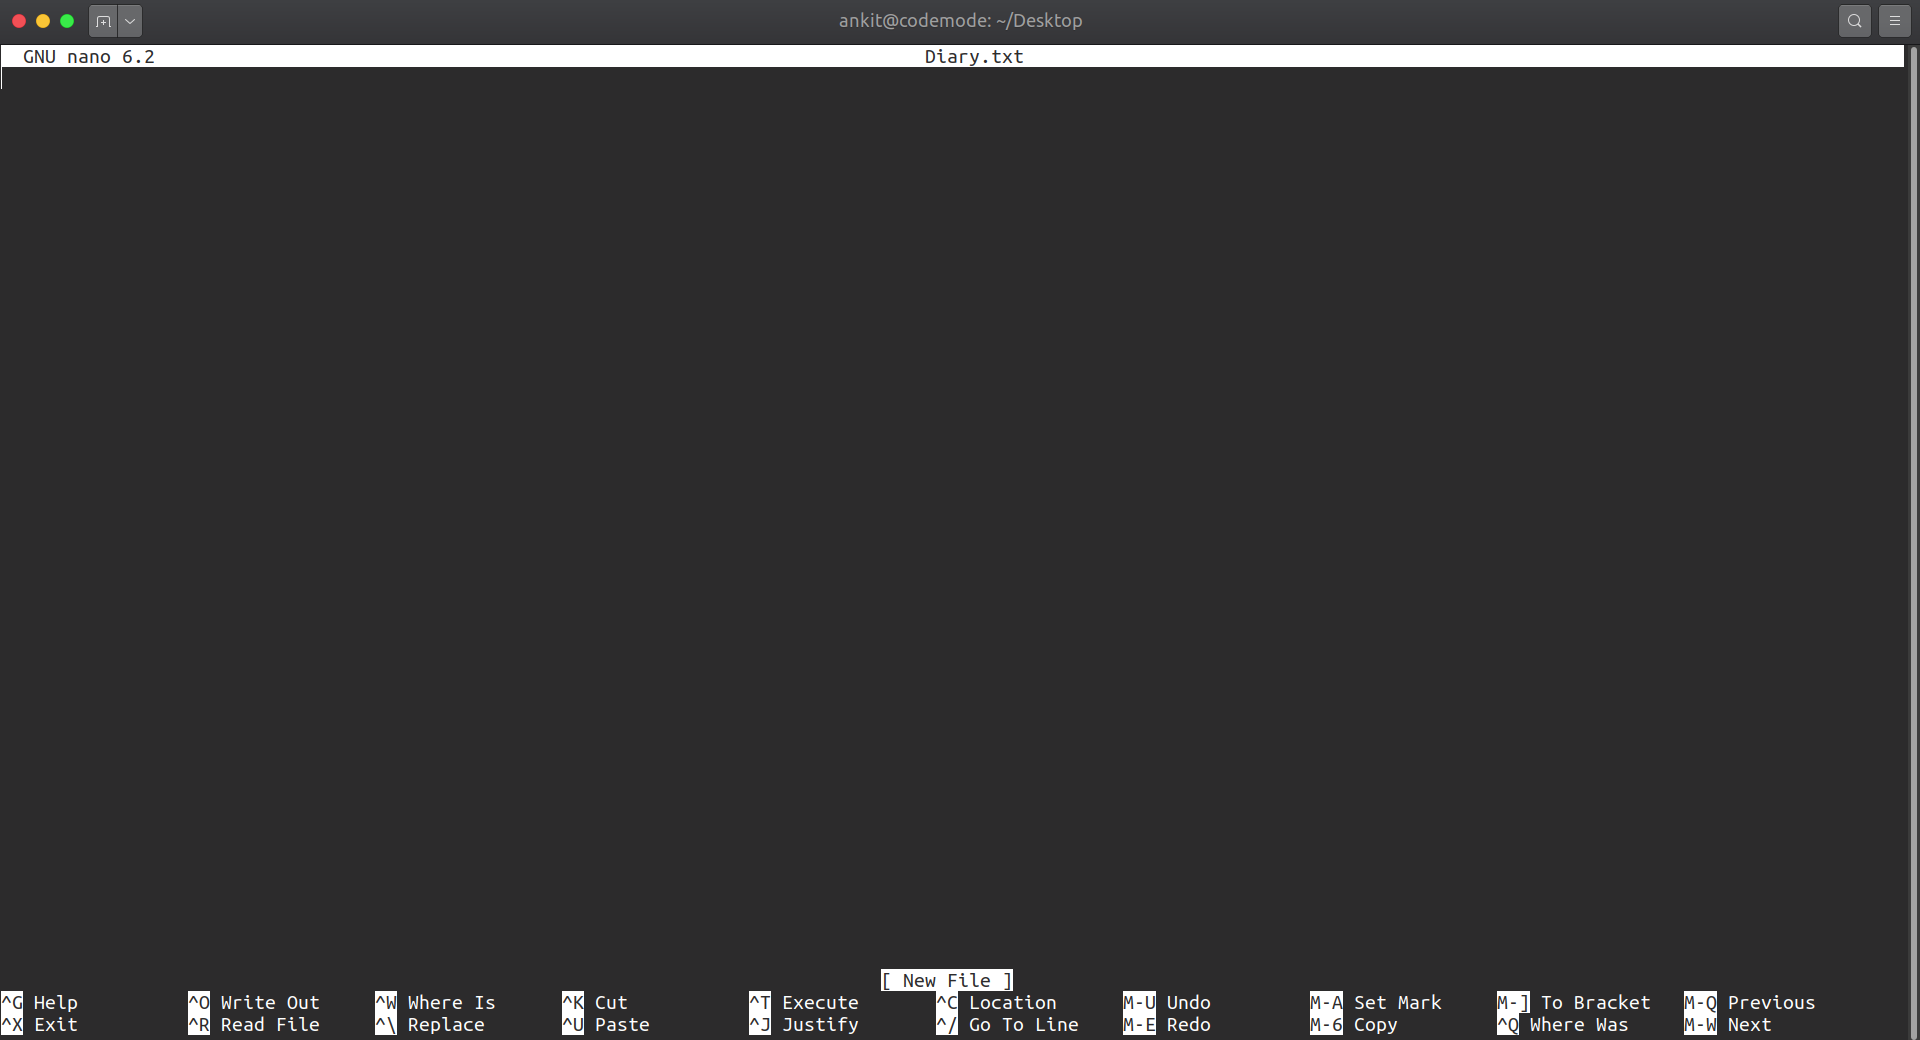 ankit@codemode: ~/Desktop
GNU nano 6.2 Diary.txt
[ New File ]
^G Help ^O Write Out ^W Where Is ^K Cut ^T Execute ^C Location M-U Undo M-A Set Mark M-] To Bracket M-Q Previous
^X Exit ^R Read File ^\ Replace ^U Paste ^J Justify ^/ Go To Line M-E Redo M-6 Copy ^Q Where Was M-W Next